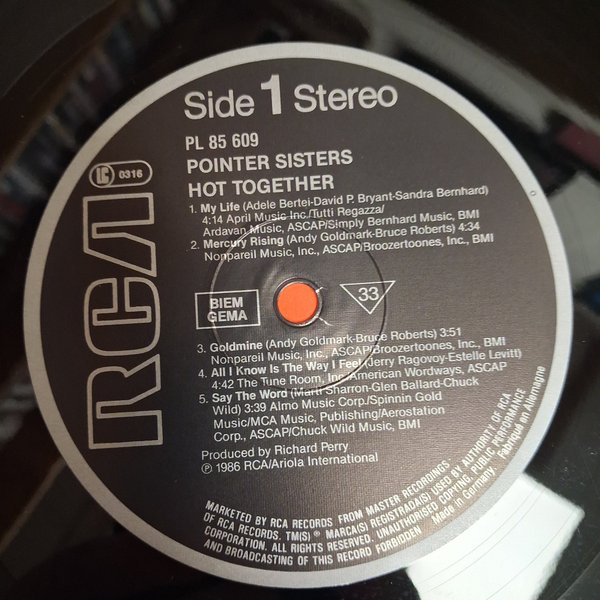 Side 1 Stereo
PL 85 609
POINTER SISTERS
HOT TOGETHER
LC 0316
RCA
1. My Life (Adele Bertei-David P. Bryant-Sandra Bernhard)
4:14 April Music Inc./Tutti Regazza/
Ardavan Music, ASCAP/Simply Bernhard Music, BMI
2. Mercury Rising (Andy Goldmark-Bruce Roberts) 4:34
Nonpareil Music, Inc., ASCAP/Broozertoones, Inc., BMI
BIEM
GEMA
33
3. Goldmine (Andy Goldmark-Bruce Roberts) 3:51
Nonpareil Music, Inc., ASCAP/Broozertoones, Inc., BMI
4. All I Know Is The Way I Feel (Jerry Ragovoy-Estelle Levitt)
4:42 The Tune Room, Inc/American Wordways, ASCAP
5. Say The Word (Marti Sharron-Glen Ballard-Chuck
Wild) 3:39 Almo Music Corp./Spinnin Gold
Music/MCA Music, Publishing/Aerostation
Corp., ASCAP/Chuck Wild Music, BMI
Produced by Richard Perry
℗ 1986 RCA/Ariola International
MARKETED BY RCA RECORDS FROM MASTER RECORDINGS
OF RCA RECORDS. TM(S) ® MARCA(S) REGISTRADA(S) USED BY AUTHORITY OF RCA
CORPORATION. ALL RIGHTS RESERVED. UNAUTHORISED COPYING, PUBLIC PERFORMANCE
AND BROADCASTING OF THIS RECORD FORBIDDEN Made in Germany · Fabriqué en Allemagne